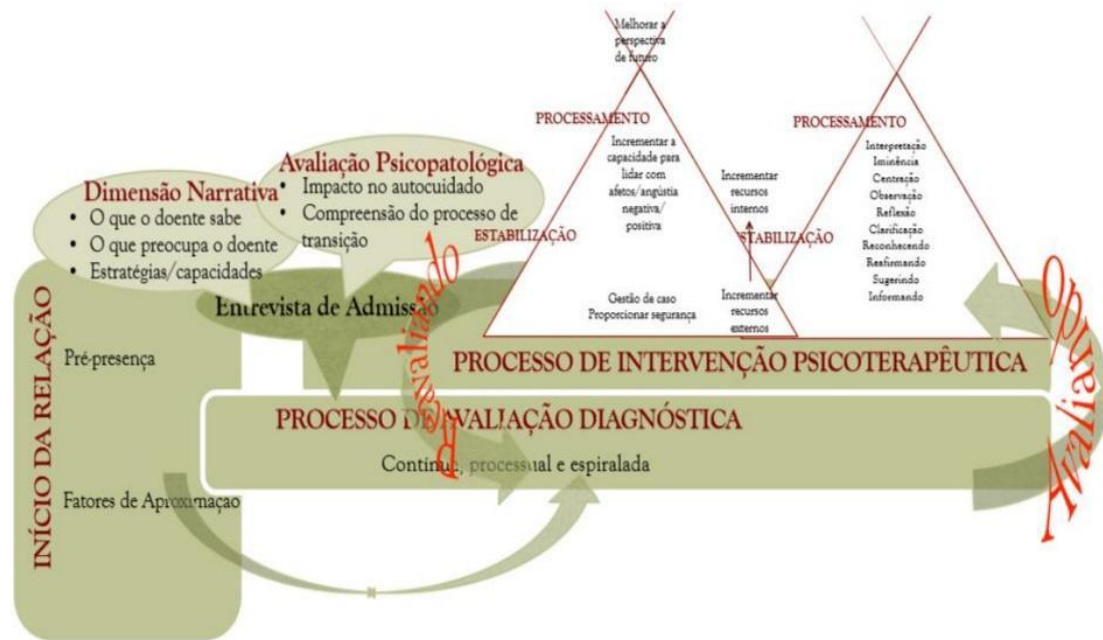 Melhorar a
perspectiva
de futuro
PROCESSAMENTO
Incrementar a
capacidade para
lidar com
afetos/angústia
negativa/
positiva
Incrementar
recursos
internos
ESTABILIZAÇÃO
Gestão de caso
Proporcionar segurança
Incrementar
recursos
externos
PROCESSAMENTO
Interpretação
Iminência
Centração
Observação
Reflexão
Clarificação
Reconhecendo
Reafirmando
Sugerindo
Informando
ESTABILIZAÇÃO
Avaliação Psicopatológica
• Impacto no autocuidado
• Compreensão do processo de
transição
Dimensão Narrativa
• O que o doente sabe
• O que preocupa o doente
• Estratégias/capacidades
Entrevista de Admissão
INÍCIO DA RELAÇÃO
Pré-presença
Fatores de Aproximação
PROCESSO DE INTERVENÇÃO PSICOTERAPÊUTICA
PROCESSO DE AVALIAÇÃO DIAGNÓSTICA
Contínua, processual e espiralada
Reavaliando
Avaliando